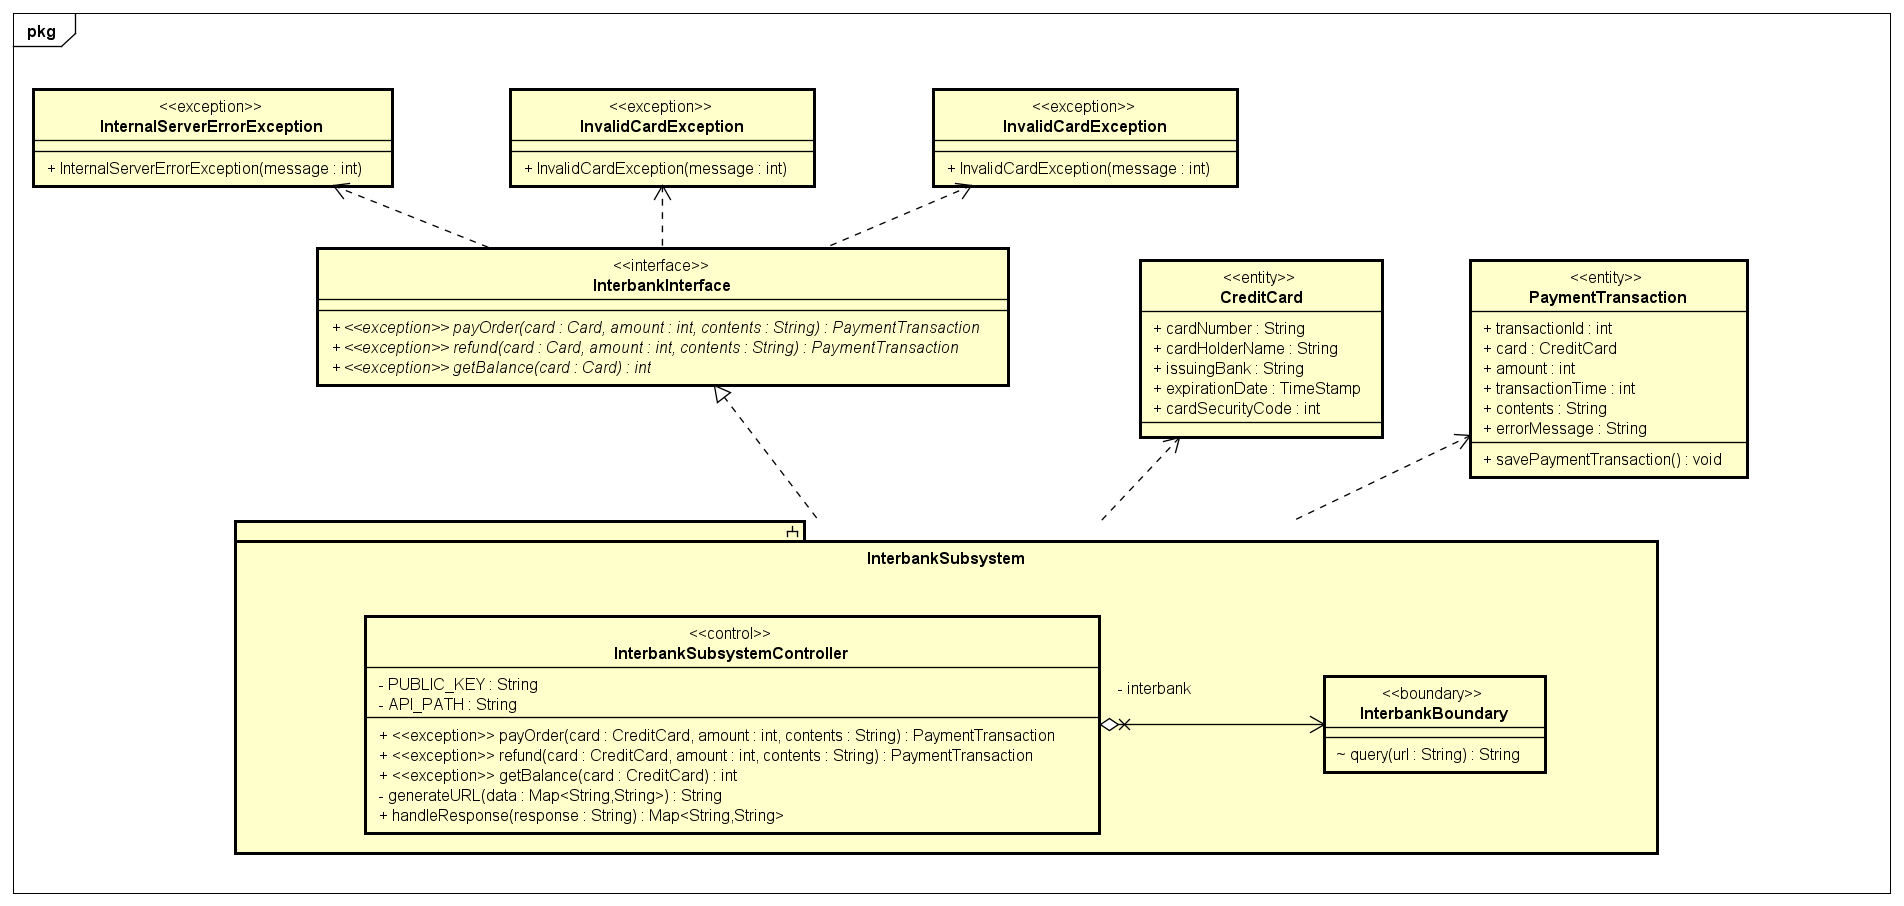 pkg
<<exception>>
InternalServerErrorException
+ InternalServerErrorException(message : int)
<<exception>>
InvalidCardException
+ InvalidCardException(message : int)
<<exception>>
InvalidCardException
+ InvalidCardException(message : int)
<<interface>>
InterbankInterface
+ <<exception>> payOrder(card : Card, amount : int, contents : String) : PaymentTransaction
+ <<exception>> refund(card : Card, amount : int, contents : String) : PaymentTransaction
+ <<exception>> getBalance(card : Card) : int
<<entity>>
CreditCard
+ cardNumber : String
+ cardHolderName : String
+ issuingBank : String
+ expirationDate : TimeStamp
+ cardSecurityCode : int
<<entity>>
PaymentTransaction
+ transactionId : int
+ card : CreditCard
+ amount : int
+ transactionTime : int
+ contents : String
+ errorMessage : String
+ savePaymentTransaction() : void
InterbankSubsystem
<<control>>
InterbankSubsystemController
- PUBLIC_KEY : String
- API_PATH : String
+ <<exception>> payOrder(card : CreditCard, amount : int, contents : String) : PaymentTransaction
+ <<exception>> refund(card : CreditCard, amount : int, contents : String) : PaymentTransaction
+ <<exception>> getBalance(card : CreditCard) : int
- generateURL(data : Map<String,String>) : String
+ handleResponse(response : String) : Map<String,String>
- interbank
<<boundary>>
InterbankBoundary
~ query(url : String) : String